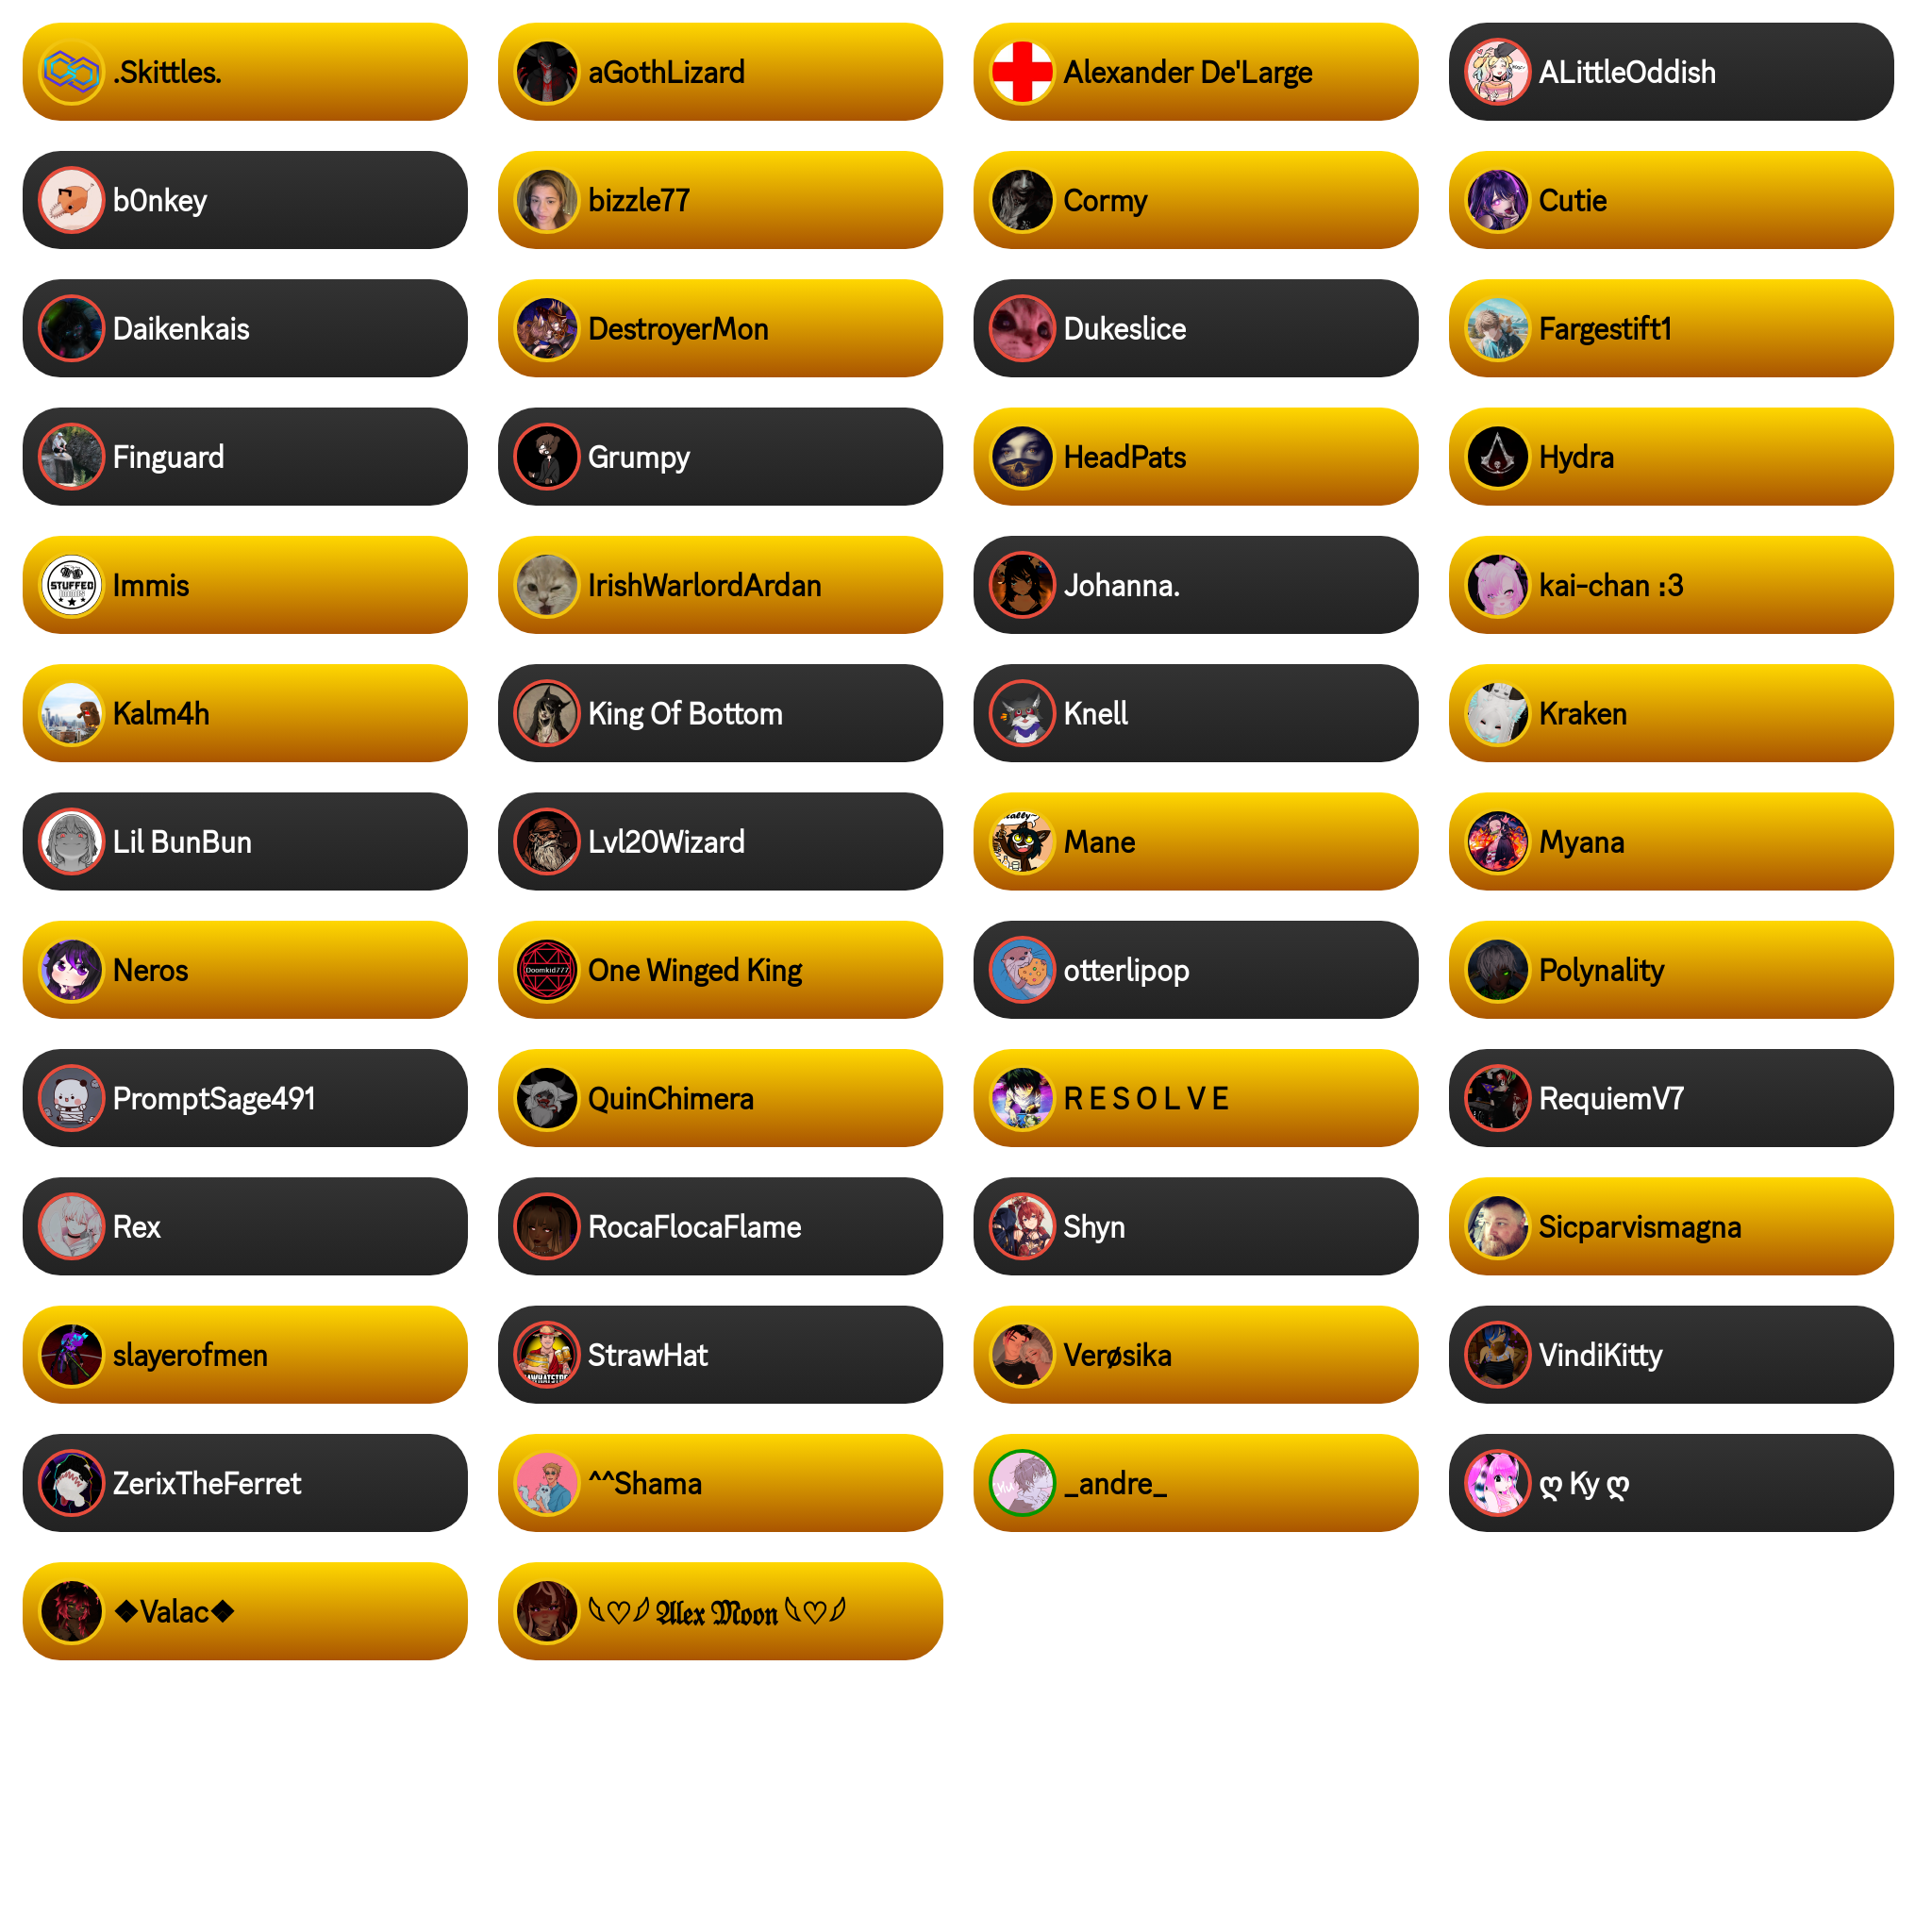 .Skittles.
aGothLizard
Alexander De'Large
ALittleOddish
b0nkey
bizzle77
Cormy
Cutie
Daikenkais
DestroyerMon
Dukeslice
Fargestift1
Finguard
Grumpy
HeadPats
Hydra
STUFFED
Immis
IrishWarlordArdan
Johanna.
kai-chan :3
Kalm4h
King Of Bottom
Knell
Kraken
Lil BunBun
Lvl20Wizard
Mane
Myana
Neros
Doomkid777
One Winged King
otterlipop
Polynality
PromptSage491
QuinChimera
R E S O L V E
RequiemV7
Rex
RocaFlocaFlame
Shyn
Sicparvismagna
slayerofmen
StrawHat
Verøsika
VindiKitty
ZerixTheFerret
^^Shama
_andre_
ღ Ky ღ
❖Valac❖
𓆩♡𓆪 𝕬𝖑𝖊𝖝 𝕸𝖔𝖔𝖓 𓆩♡𓆪